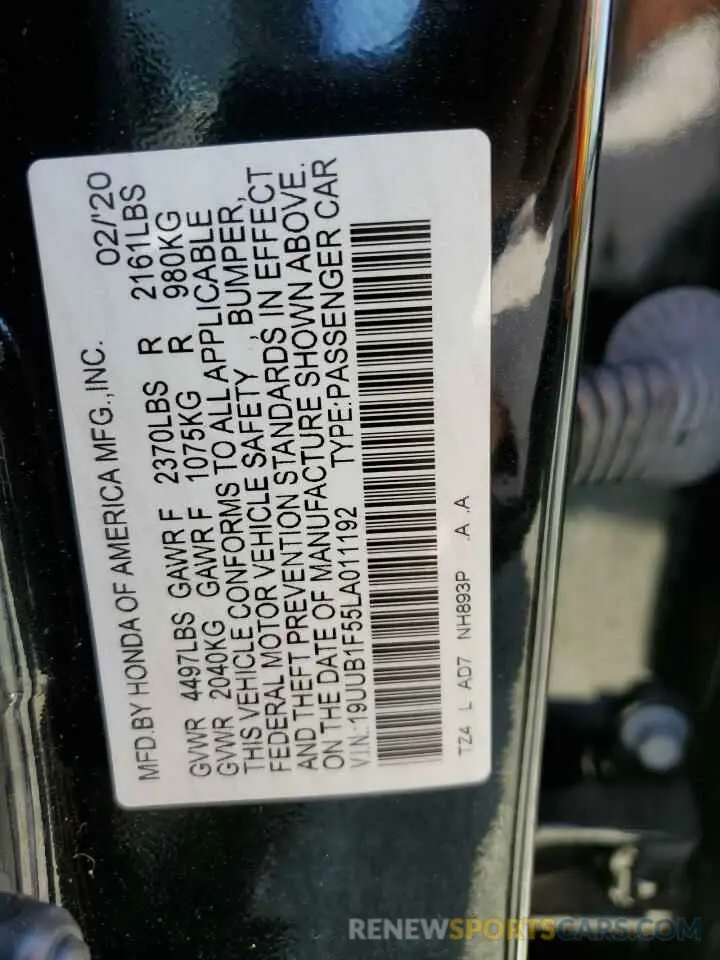 MFD.BY HONDA OF AMERICA MFG.,INC. 02/'20
GVWR 4497LBS GAWR F 2370LBS R 2161LBS
GVWR 2040KG GAWR F 1075KG R 980KG
THIS VEHICLE CONFORMS TO ALL APPLICABLE
FEDERAL MOTOR VEHICLE SAFETY , BUMPER,
AND THEFT PREVENTION STANDARDS IN EFFECT
ON THE DATE OF MANUFACTURE SHOWN ABOVE.
V.I.N.:19UUB1F55LA011192 TYPE:PASSENGER CAR
TZ4 L AD7 NH893P .A .A
RENEWSPORTSCARS.COM